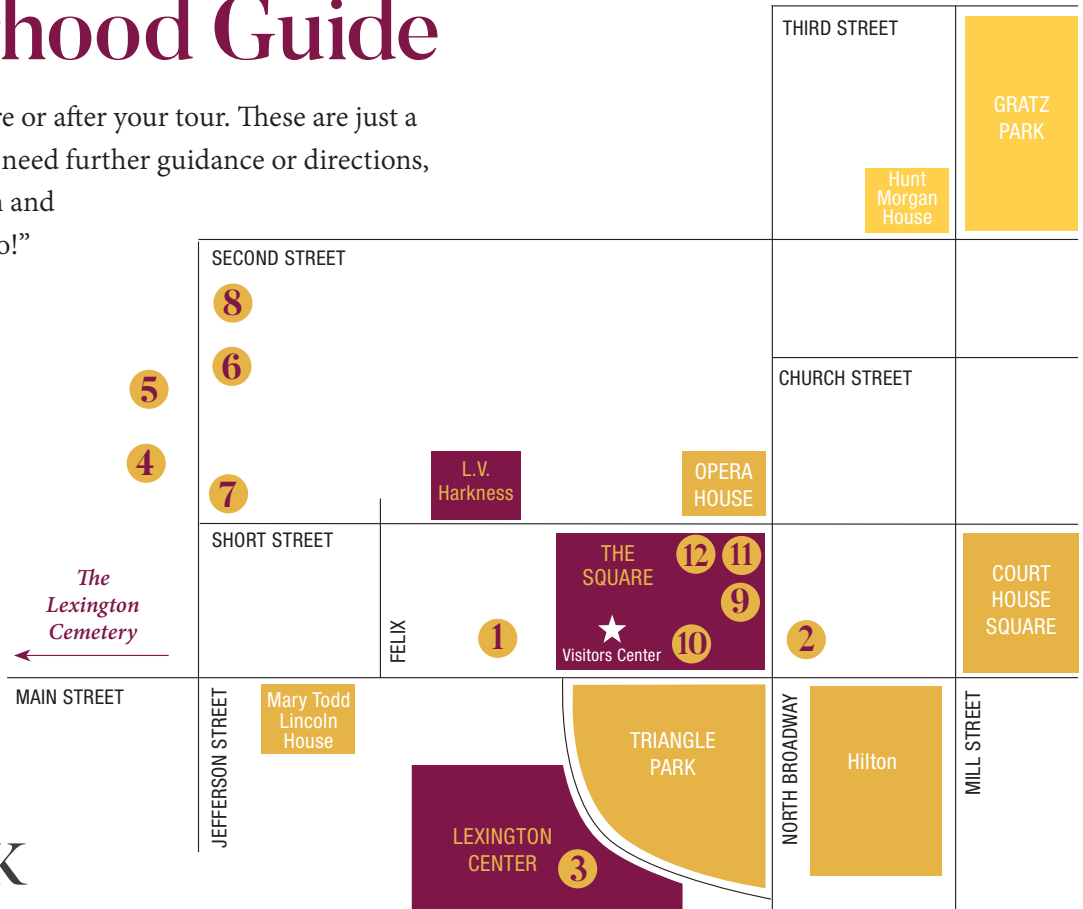 hood Guide
re or after your tour. These are just a
need further guidance or directions,
n and
o!”
THIRD STREET
GRATZ
PARK
Hunt
Morgan
House
SECOND STREET
8
6
5
4
7
CHURCH STREET
L.V.
Harkness
OPERA
HOUSE
SHORT STREET
THE
SQUARE
12
11
9
10
Visitors Center
The
Lexington
Cemetery
FELIX
1
2
COURT
HOUSE
SQUARE
MAIN STREET
JEFFERSON STREET
Mary Todd
Lincoln
House
TRIANGLE
PARK
NORTH BROADWAY
Hilton
MILL STREET
LEXINGTON
CENTER
3
K